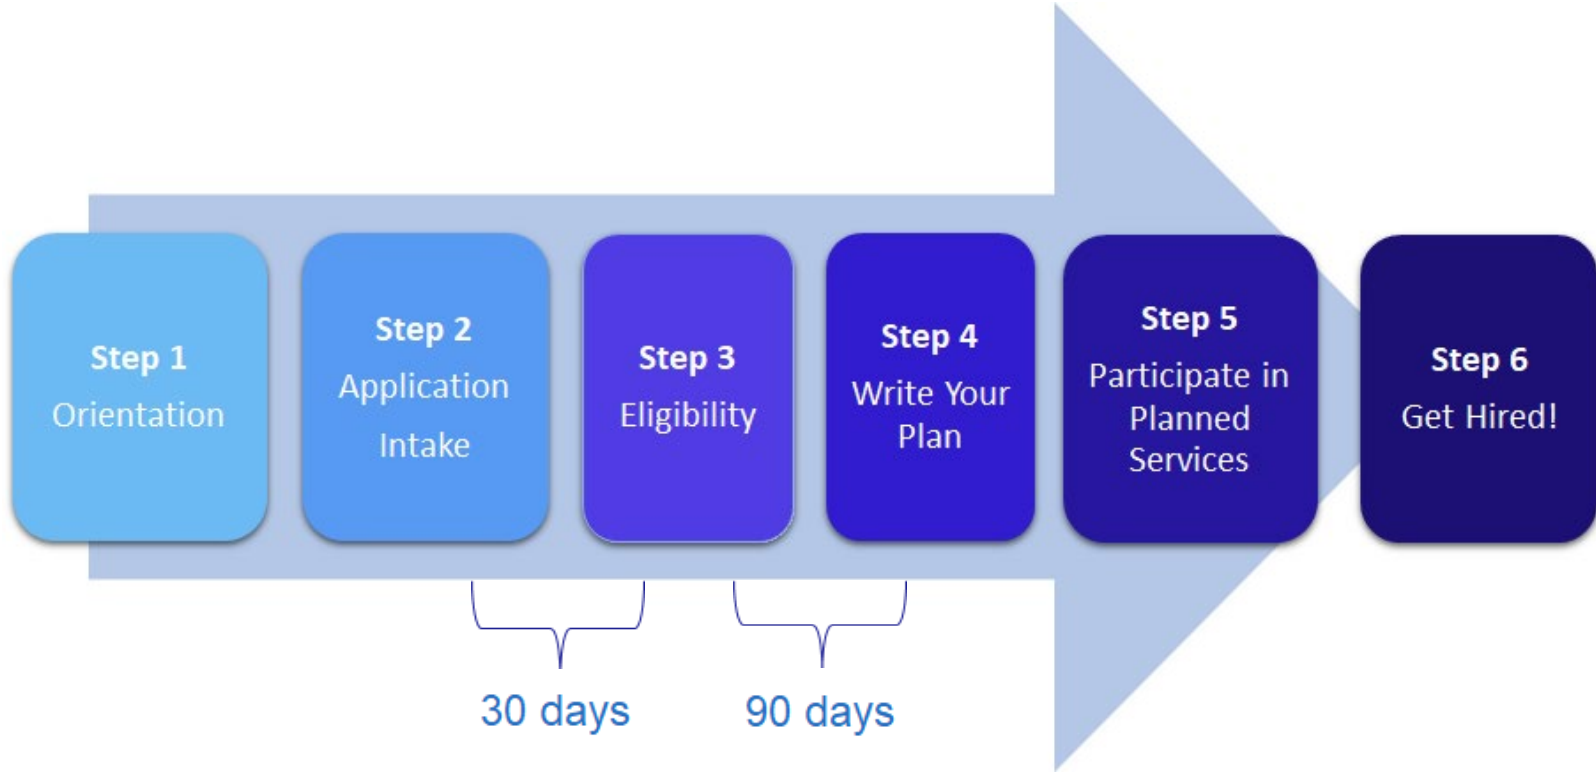 Step 1
Orientation
Step 2
Application
Intake
Step 3
Eligibility
Step 4
Write Your
Plan
Step 5
Participate in
Planned
Services
Step 6
Get Hired!
30 days
90 days